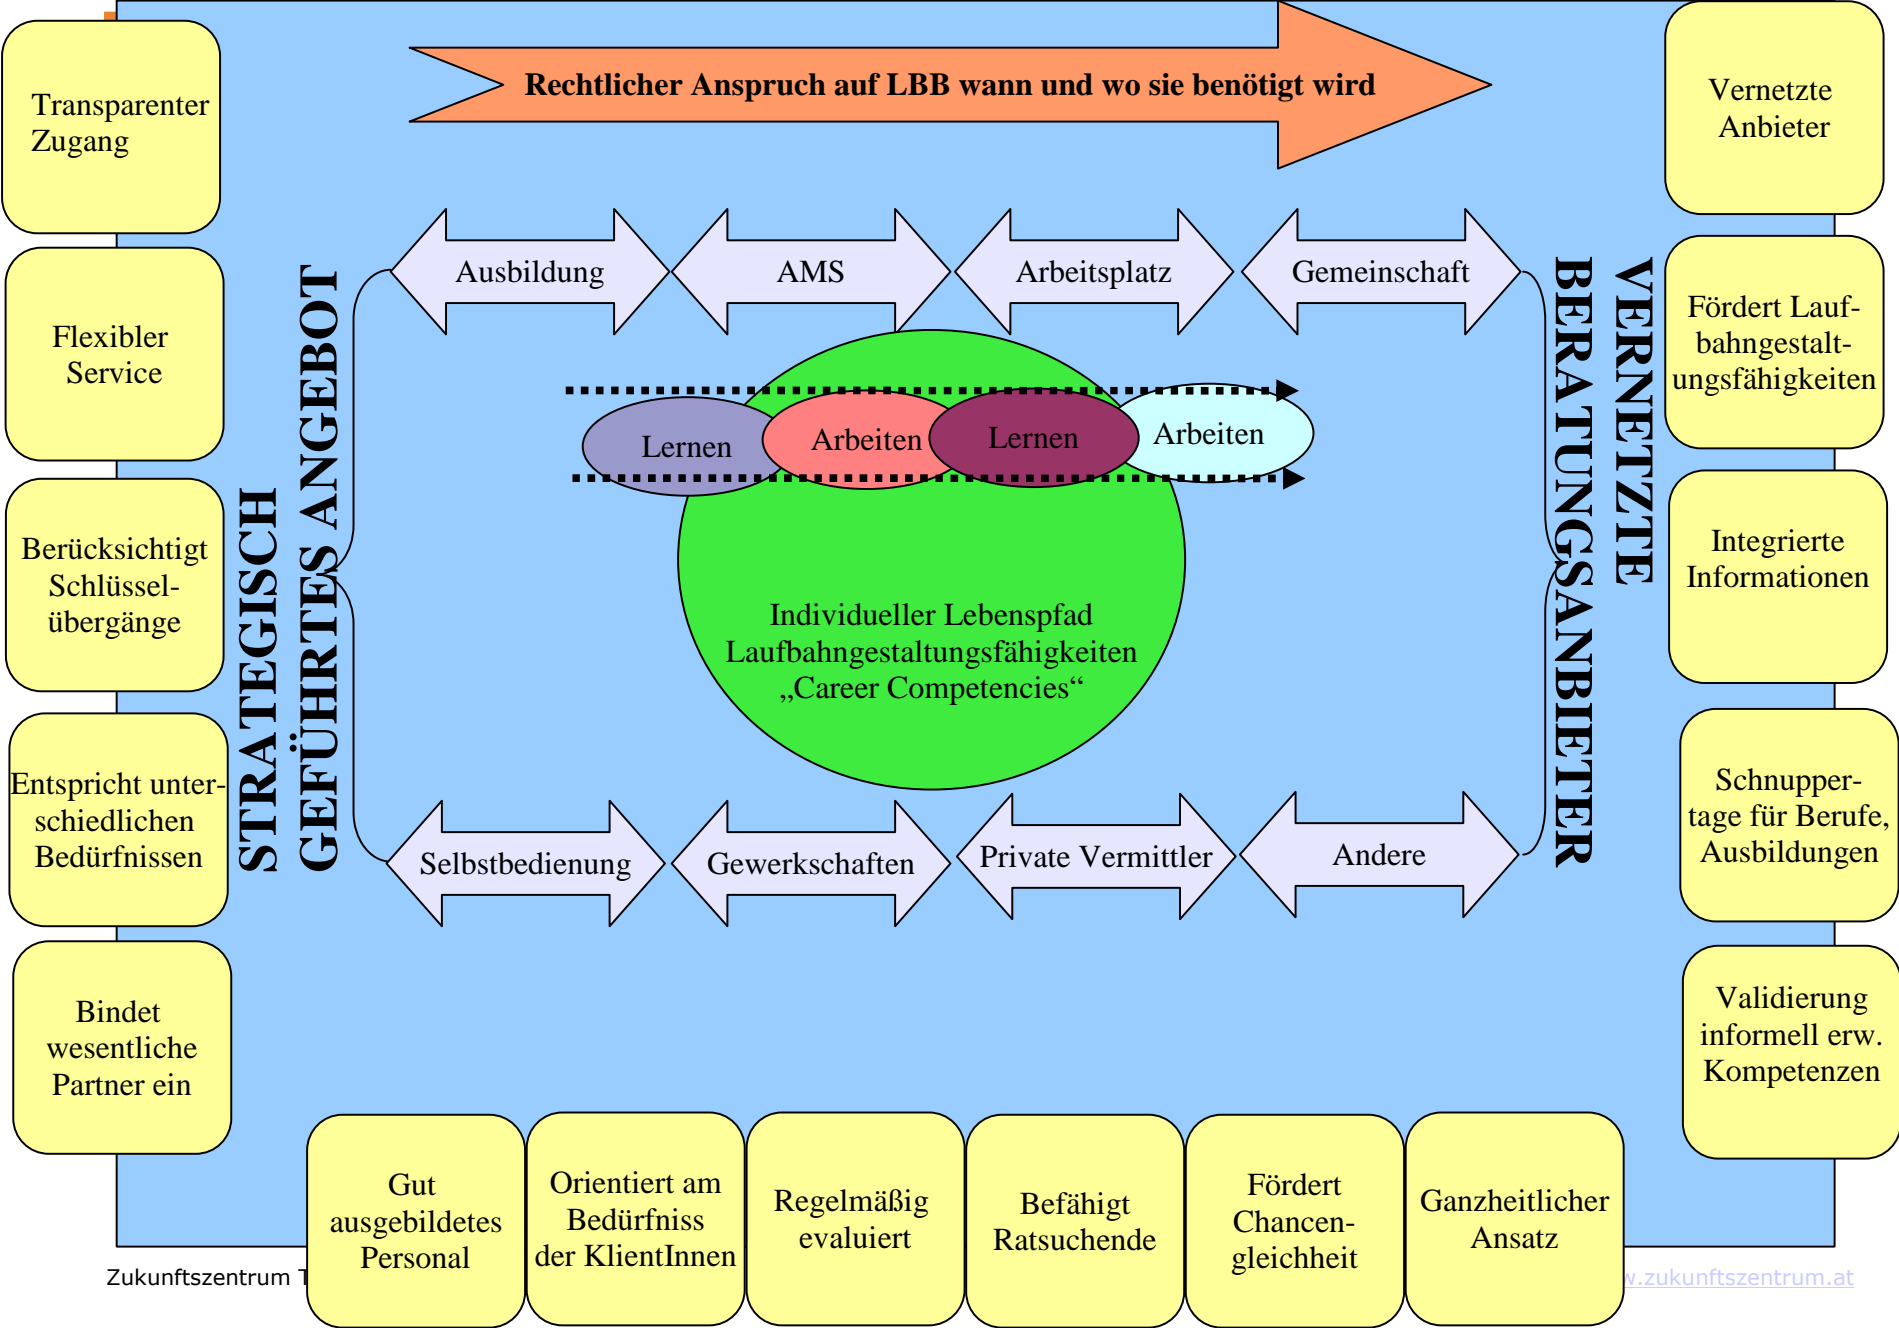 Rechtlicher Anspruch auf LBB wann und wo sie benötigt wird
Transparenter
Zugang
Flexibler
Service
Berücksichtigt
Schlüssel-
übergänge
Entspricht unter-
schiedlichen
Bedürfnissen
Bindet
wesentliche
Partner ein
STRATEGISCH
GEFÜHRTES ANGEBOT
Ausbildung
AMS
Arbeitsplatz
Gemeinschaft
Lernen
Arbeiten
Lernen
Arbeiten
Individueller Lebenspfad
Laufbahngestaltungsfähigkeiten
„Career Competencies“
Selbstbedienung
Gewerkschaften
Private Vermittler
Andere
VERNETZTE
BERATUNGSANBIETER
Vernetzte
Anbieter
Fördert Lauf-
bahngestalt-
ungsfähigkeiten
Integrierte
Informationen
Schnupper-
tage für Berufe,
Ausbildungen
Validierung
informell erw.
Kompetenzen
Gut
ausgebildetes
Personal
Orientiert am
Bedürfniss
der KlientInnen
Regelmäßig
evaluiert
Befähigt
Ratsuchende
Fördert
Chancen-
gleichheit
Ganzheitlicher
Ansatz
Zukunftszentrum
.zukunftszentrum.at